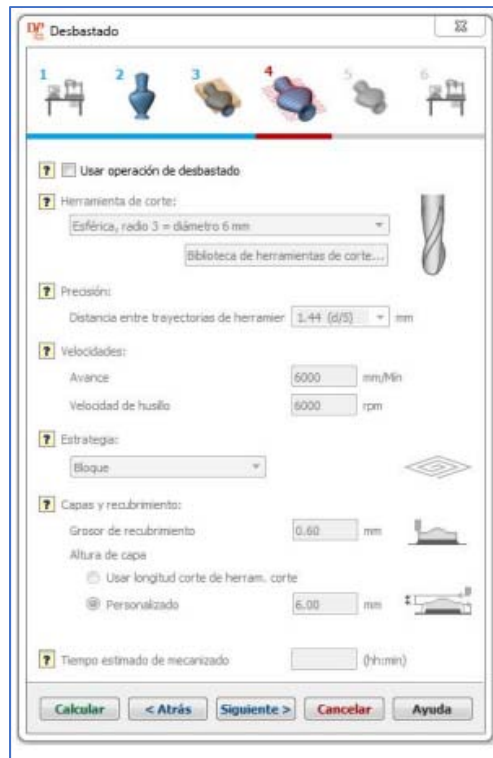 Desbastado
1 2 3 4 5 6
? Usar operación de desbastado
? Herramienta de corte:
Esférica, radio 3 = diámetro 6 mm
Biblioteca de herramientas de corte...
? Precisión:
Distancia entre trayectorias de herramier 1.44 (d/5) mm
? Velocidades:
Avance 6000 mm/Min
Velocidad de husillo 6000 rpm
? Estrategia:
Bloque
? Capas y recubrimiento:
Grosor de recubrimiento 0.60 mm
Altura de capa
Usar longitud corte de herram. corte
Personalizado 6.00 mm
? Tiempo estimado de mecanizado (hh:min)
Calcular < Atrás Siguiente > Cancelar Ayuda